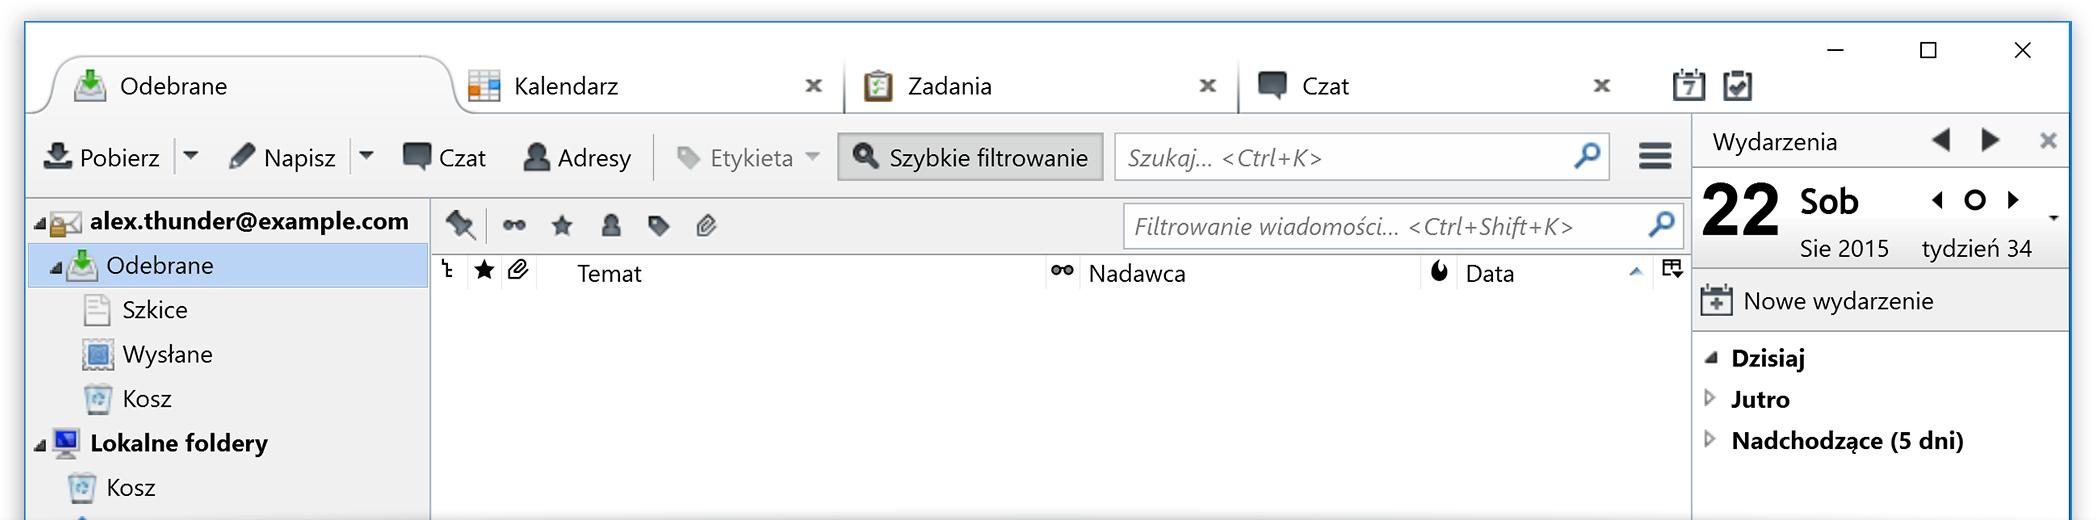 Odebrane Kalendarz Zadania Czat 7
Pobierz Napisz Czat Adresy Etykieta Szybkie filtrowanie Szukaj... <Ctrl+K>
Filtrowanie wiadomości... <Ctrl+Shift+K>
Temat Nadawca Data
alex.thunder@example.com
Odebrane
Szkice
Wysłane
Kosz
Lokalne foldery
Kosz
Wydarzenia
22 Sob
Sie 2015 tydzień 34
Nowe wydarzenie
Dzisiaj
Jutro
Nadchodzące (5 dni)